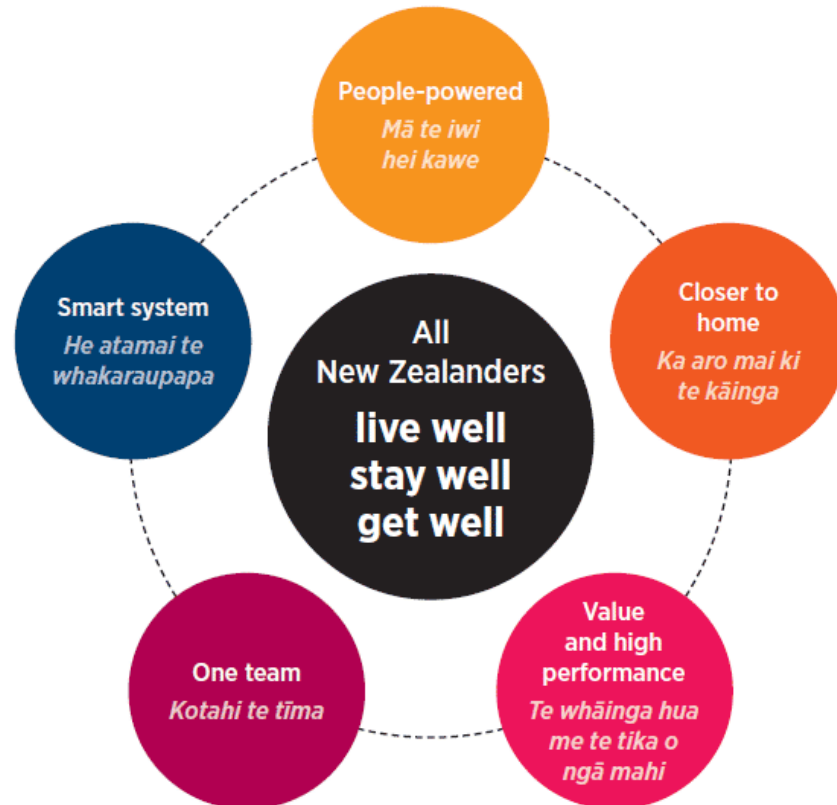 People-powered
Mā te iwi
hei kawe
Closer to
home
Ka aro mai ki
te kāinga
Value
and high
performance
Te whāinga hua
me te tika o
ngā mahi
One team
Kotahi te tīma
Smart system
He atamai te
whakaraupapa
All
New Zealanders
live well
stay well
get well